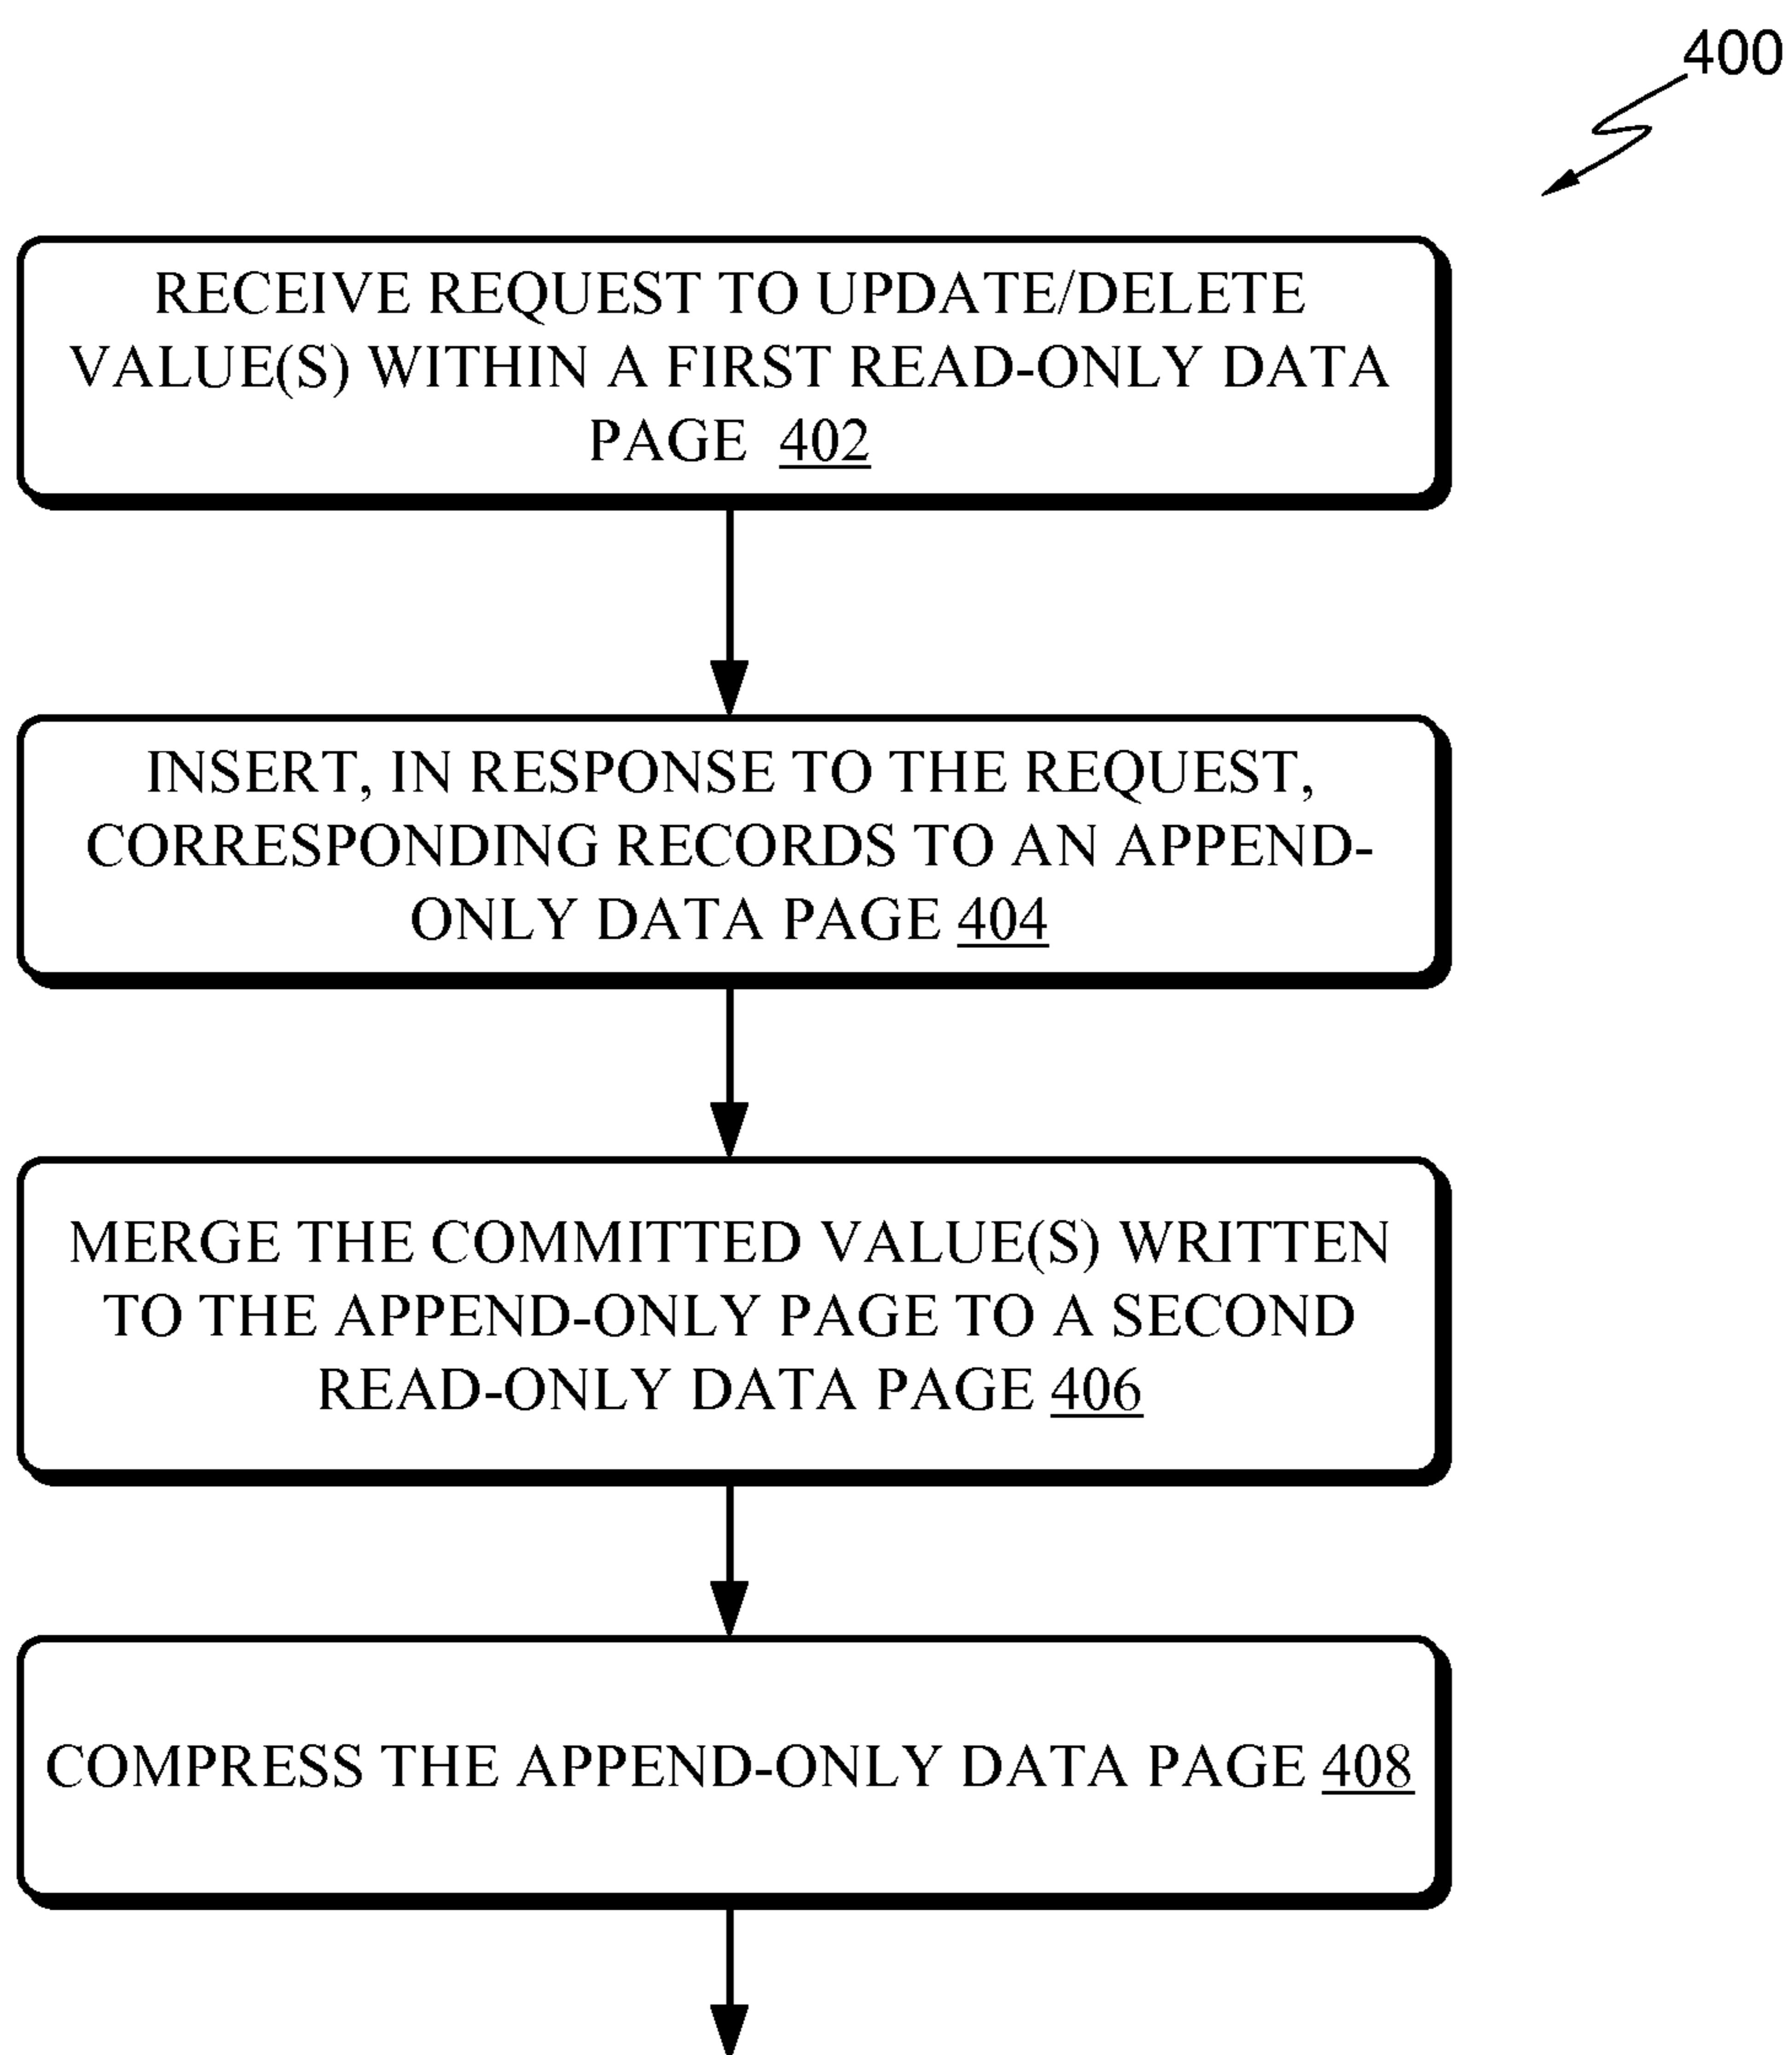 400
RECEIVE REQUEST TO UPDATE/DELETE
VALUE(S) WITHIN A FIRST READ-ONLY DATA
PAGE 402
INSERT, IN RESPONSE TO THE REQUEST,
CORRESPONDING RECORDS TO AN APPEND-
ONLY DATA PAGE 404
MERGE THE COMMITTED VALUE(S) WRITTEN
TO THE APPEND-ONLY PAGE TO A SECOND
READ-ONLY DATA PAGE 406
COMPRESS THE APPEND-ONLY DATA PAGE 408